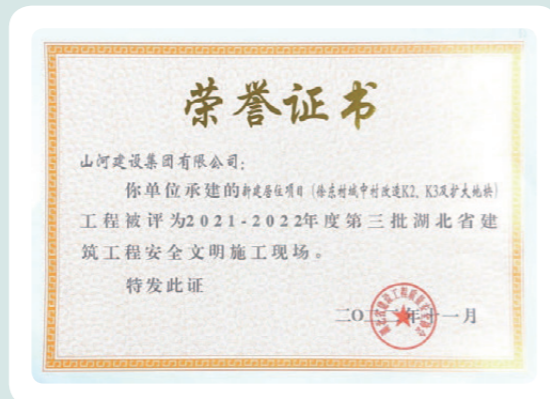 荣誉证书
山河建设集团有限公司：
你单位承建的新建居住项目（徐东村城中村改造K2、K3及扩大地块）
工程被评为2021-2022年度第三批湖北省建
筑工程安全文明施工现场。
特发此证
二〇二二年十一月